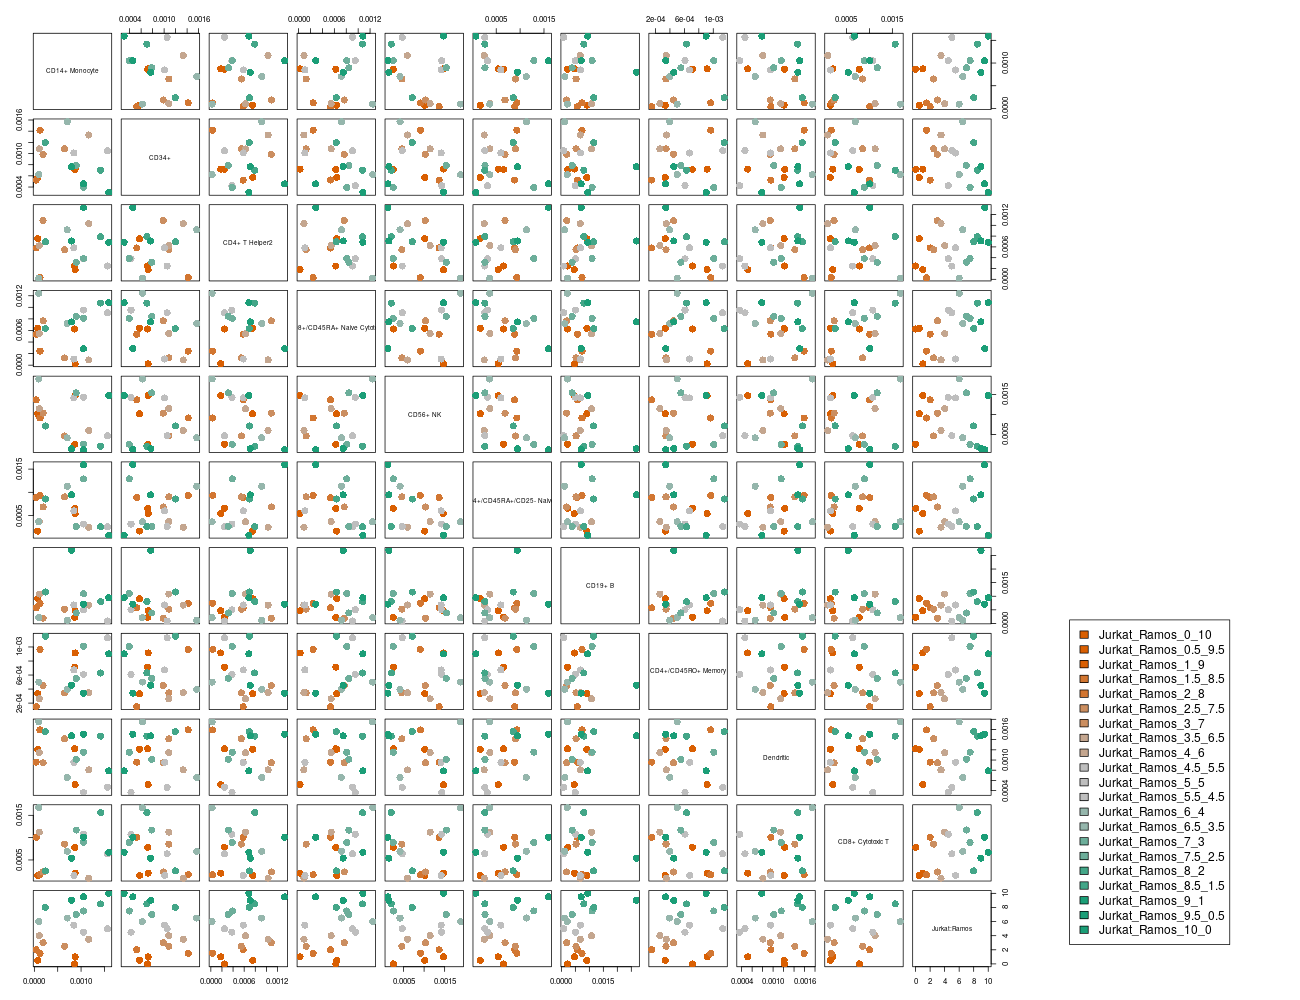 0.0004 0.0010 0.0016 0.0000 0.0006 0.0012 0.0005 0.0015 2e-04 6e-04 1e-03 0.0005 0.0015
CD14+ Monocyte
0.0000 0.0010
0.0004 0.0010 0.0016
CD34+
CD4+ T Helper2
0.0000 0.0006 0.0012
0.0000 0.0006 0.0012
8+/CD45RA+ Naive Cytot
CD56+ NK
0.0005 0.0015
0.0005 0.0015
4+/CD45RA+/CD25- Naiv
CD19+ B
0.0000 0.0015
2e-04 6e-04 1e-03
CD4+/CD45RO+ Memory
Dendritic
0.0004 0.0010 0.0016
0.0005 0.0015
CD8+ Cytotoxic T
Jurkat:Ramos
0 2 4 6 8 10
0.0000 0.0010 0.0000 0.0006 0.0012 0.0005 0.0015 0.0015 0.0004 0.0010 0.0016 0 2 4 6 8 10
Jurkat_Ramos_0_10
Jurkat_Ramos_0.5_9.5
Jurkat_Ramos_1_9
Jurkat_Ramos_1.5_8.5
Jurkat_Ramos_2_8
Jurkat_Ramos_2.5_7.5
Jurkat_Ramos_3_7
Jurkat_Ramos_3.5_6.5
Jurkat_Ramos_4_6
Jurkat_Ramos_4.5_5.5
Jurkat_Ramos_5_5
Jurkat_Ramos_5.5_4.5
Jurkat_Ramos_6_4
Jurkat_Ramos_6.5_3.5
Jurkat_Ramos_7_3
Jurkat_Ramos_7.5_2.5
Jurkat_Ramos_8_2
Jurkat_Ramos_8.5_1.5
Jurkat_Ramos_9_1
Jurkat_Ramos_9.5_0.5
Jurkat_Ramos_10_0